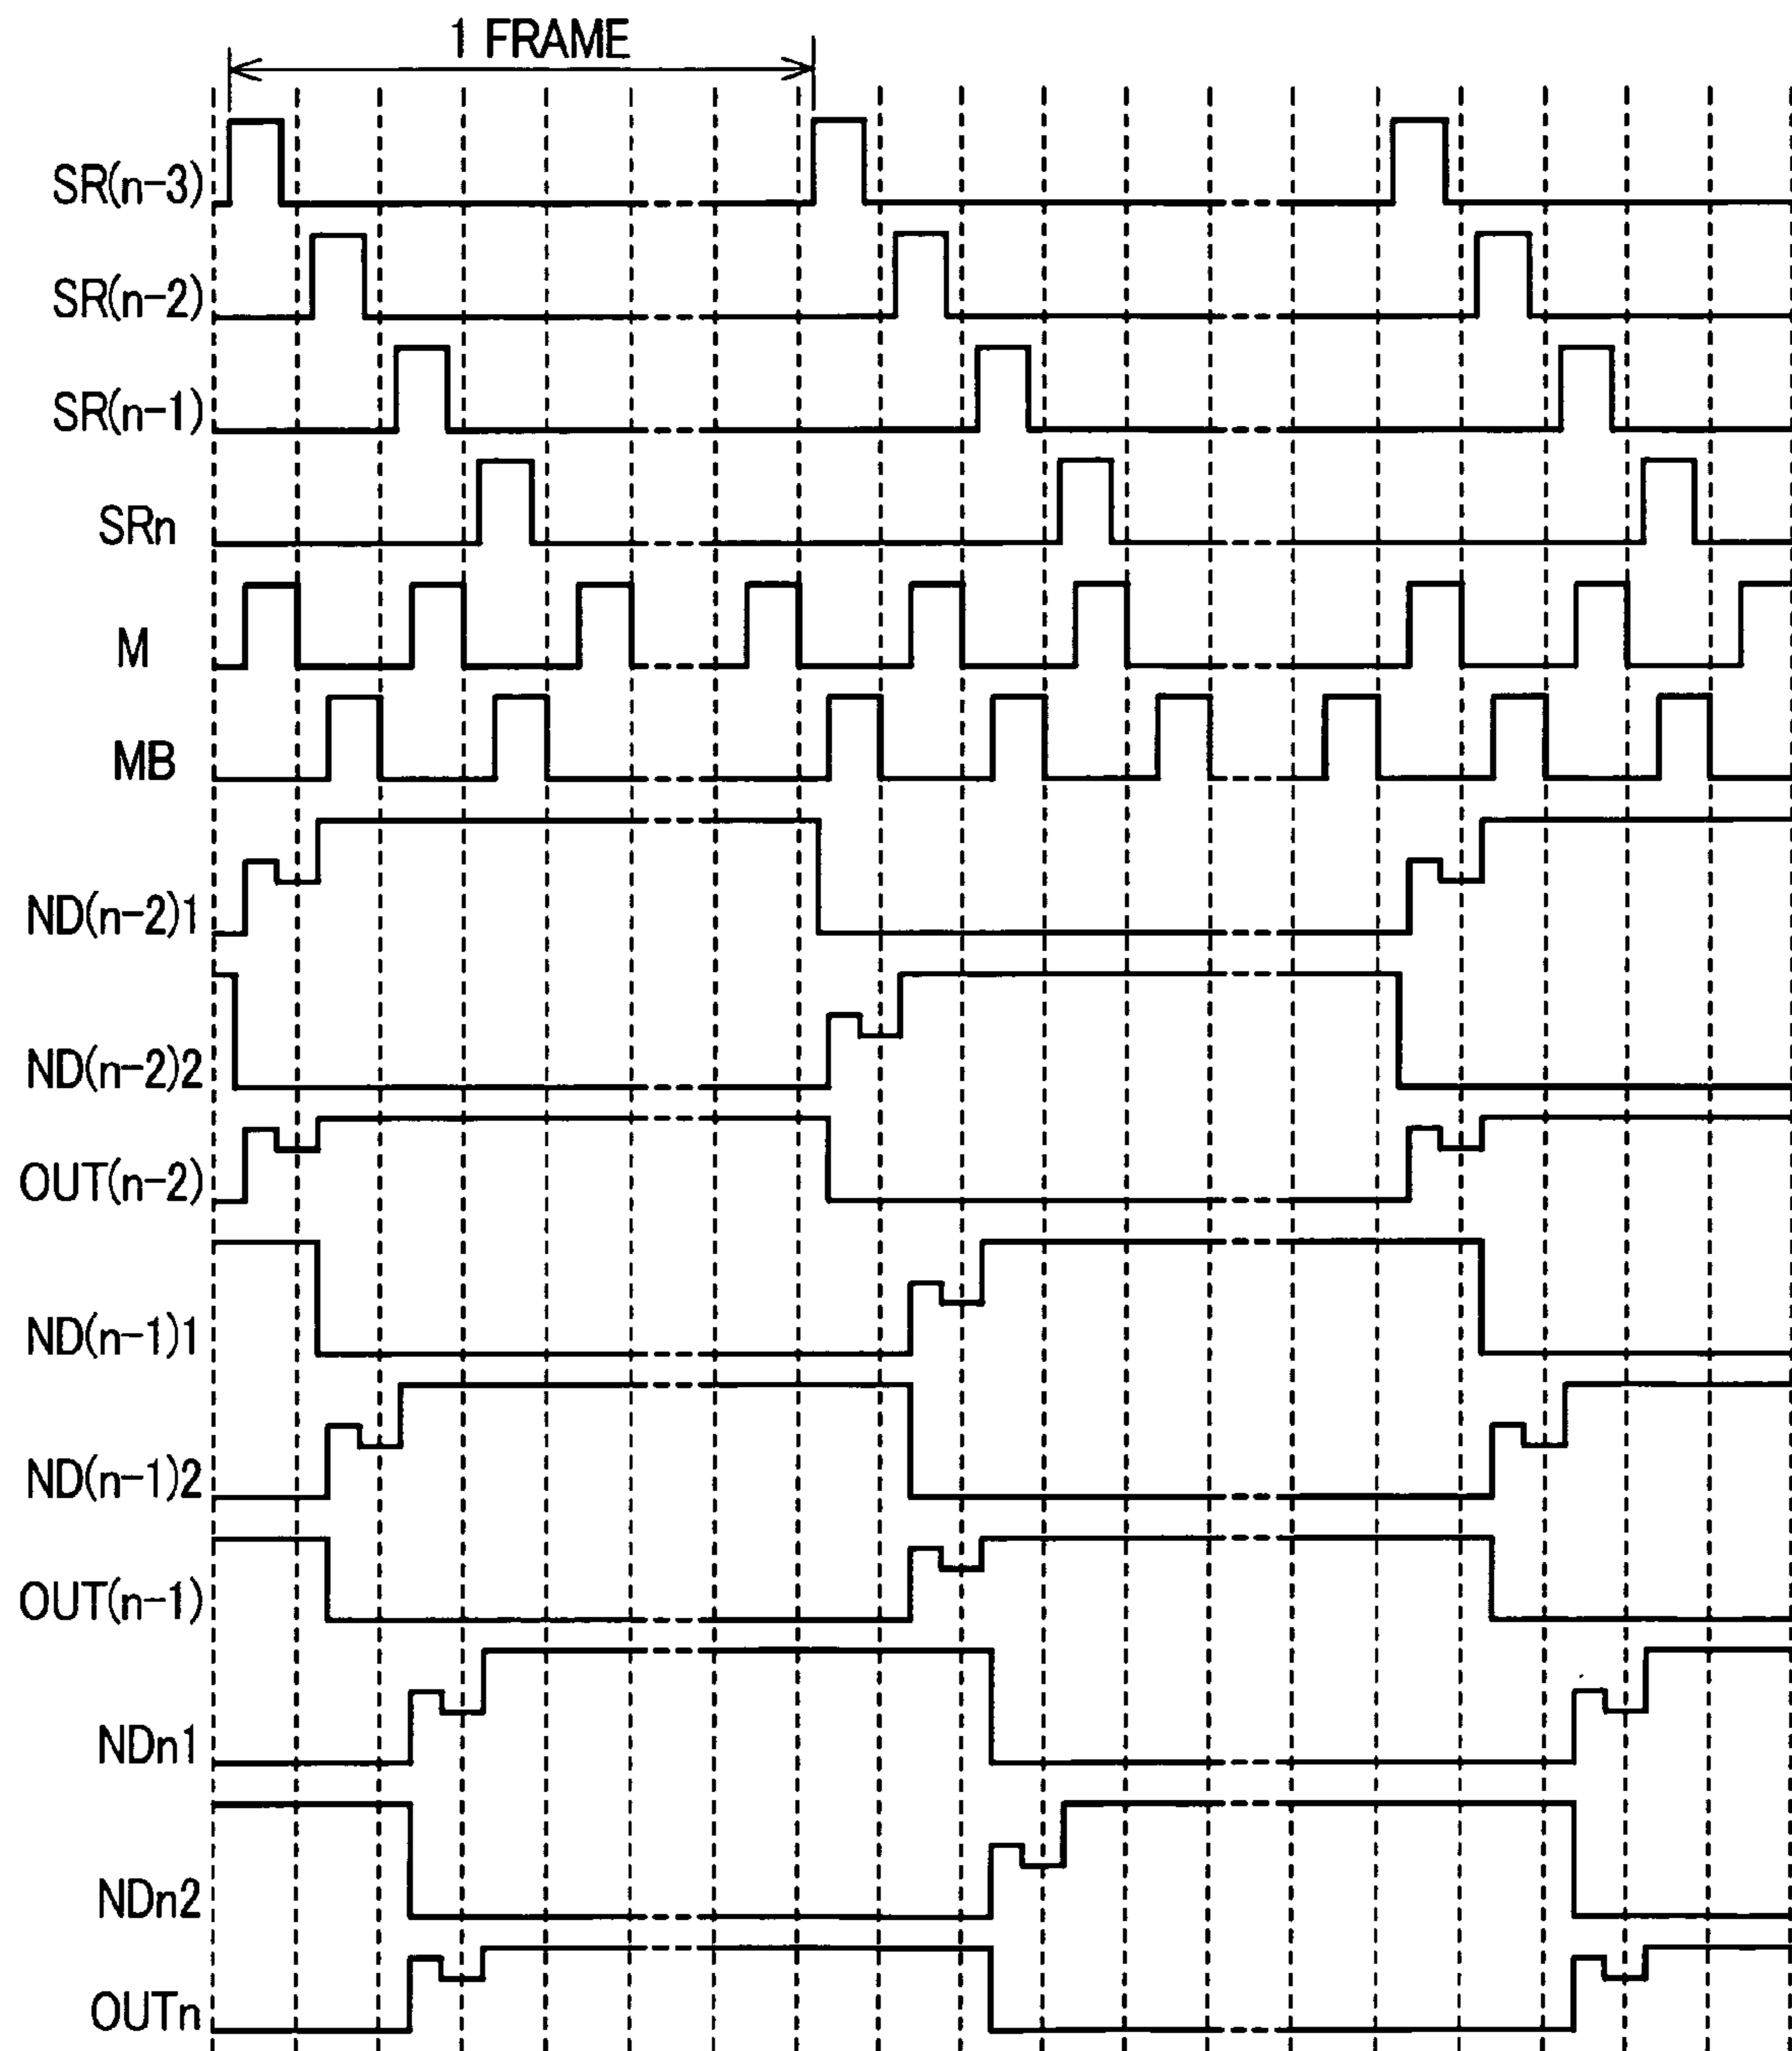 1 FRAME
SR(n-3)
SR(n-2)
SR(n-1)
SRn
M
MB
ND(n-2)1
ND(n-2)2
OUT(n-2)
ND(n-1)1
ND(n-1)2
OUT(n-1)
NDn1
NDn2
OUTn